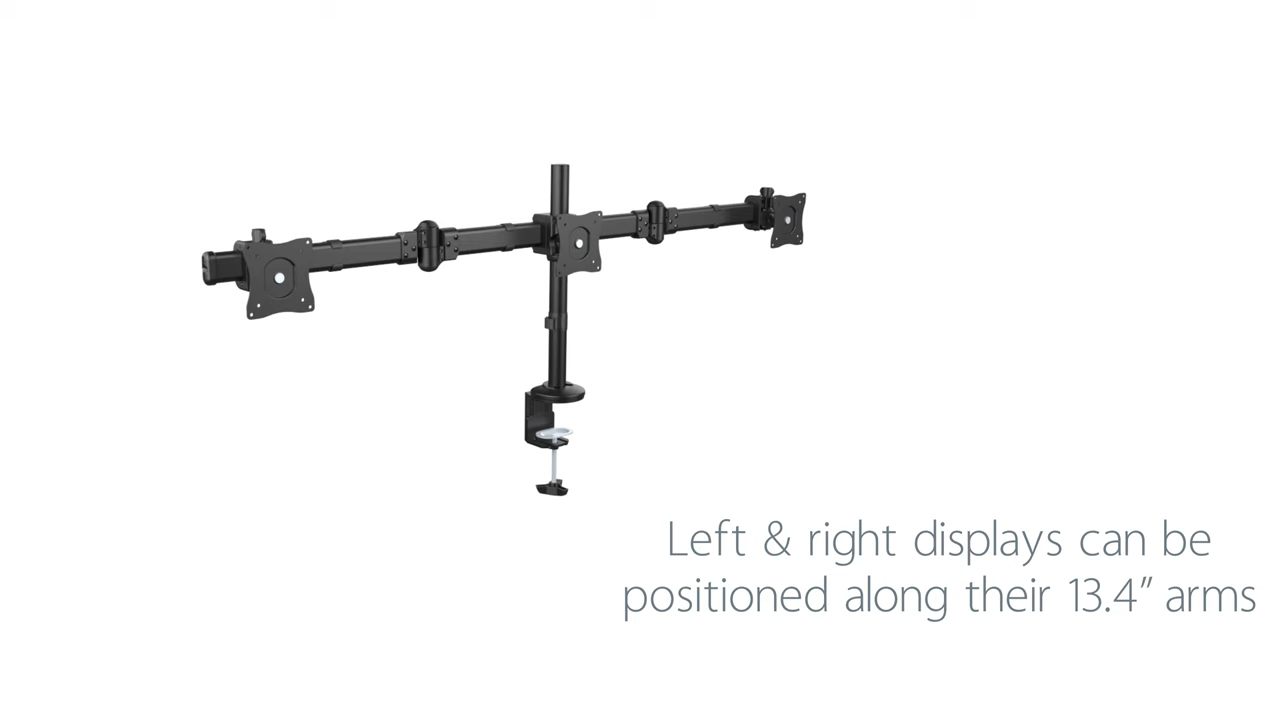 Left & right displays can be
positioned along their 13.4” arms